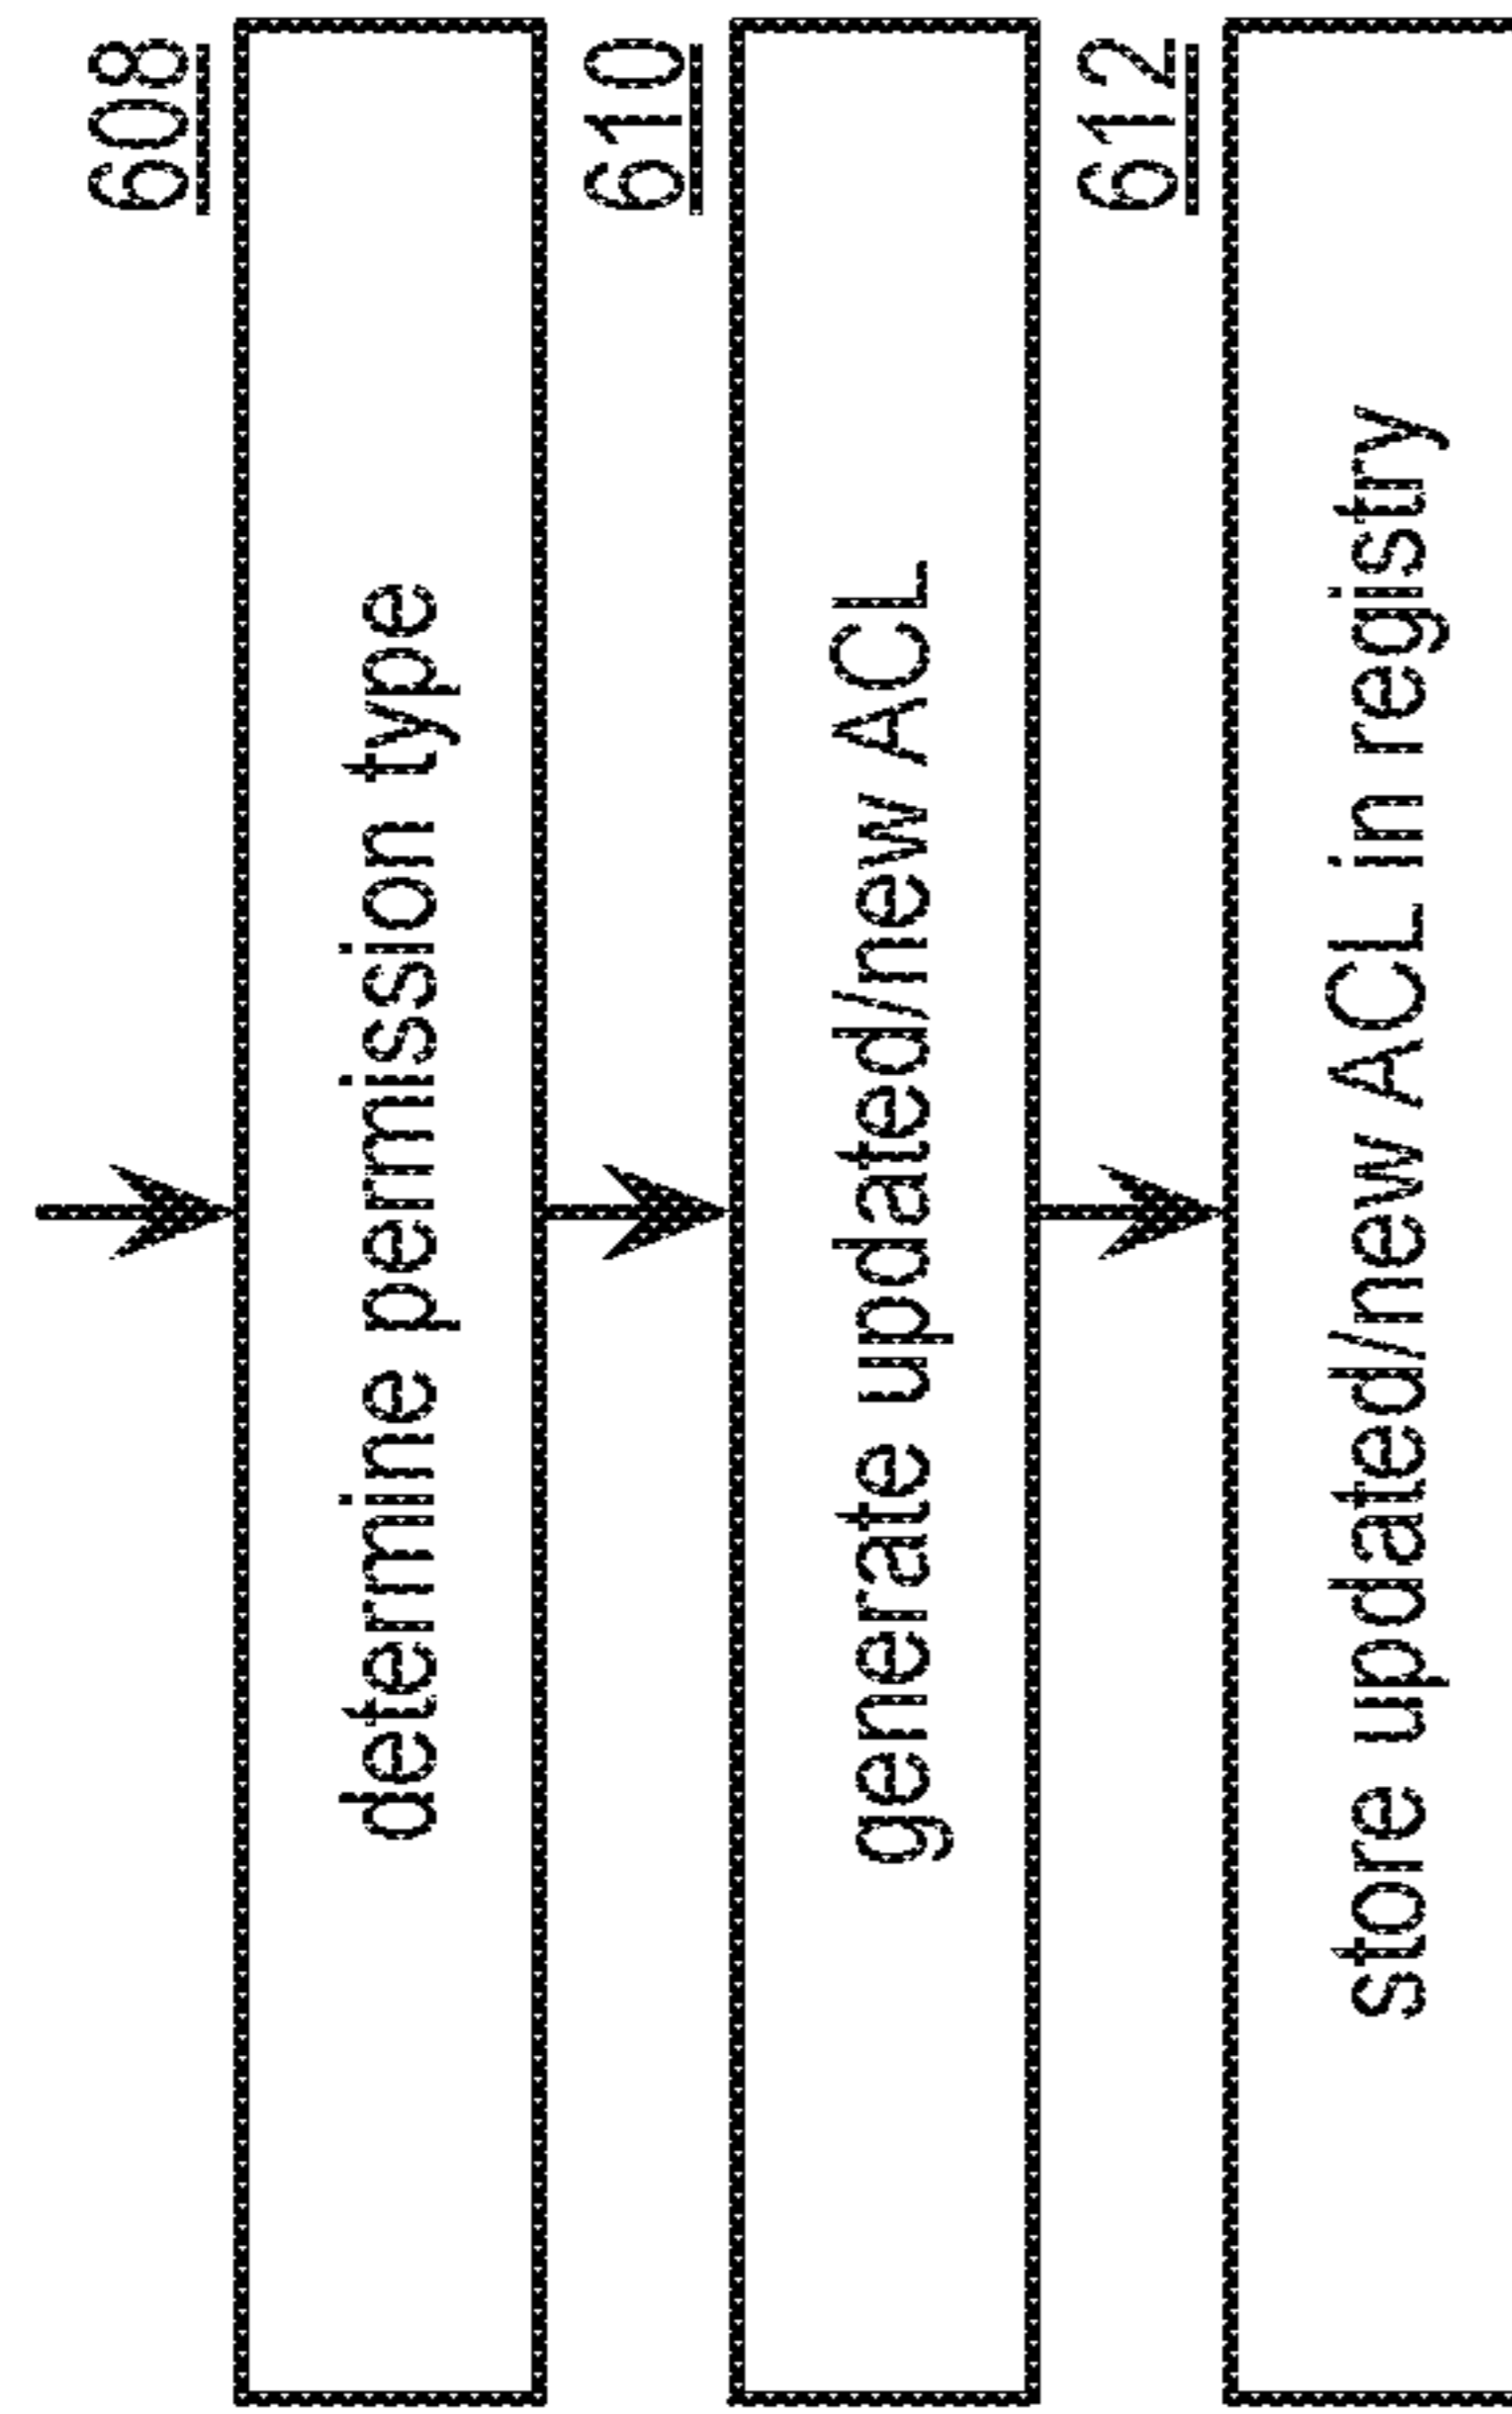 608
determine permission type
610
generate updated/new ACL
612
store updated/new ACL in registry